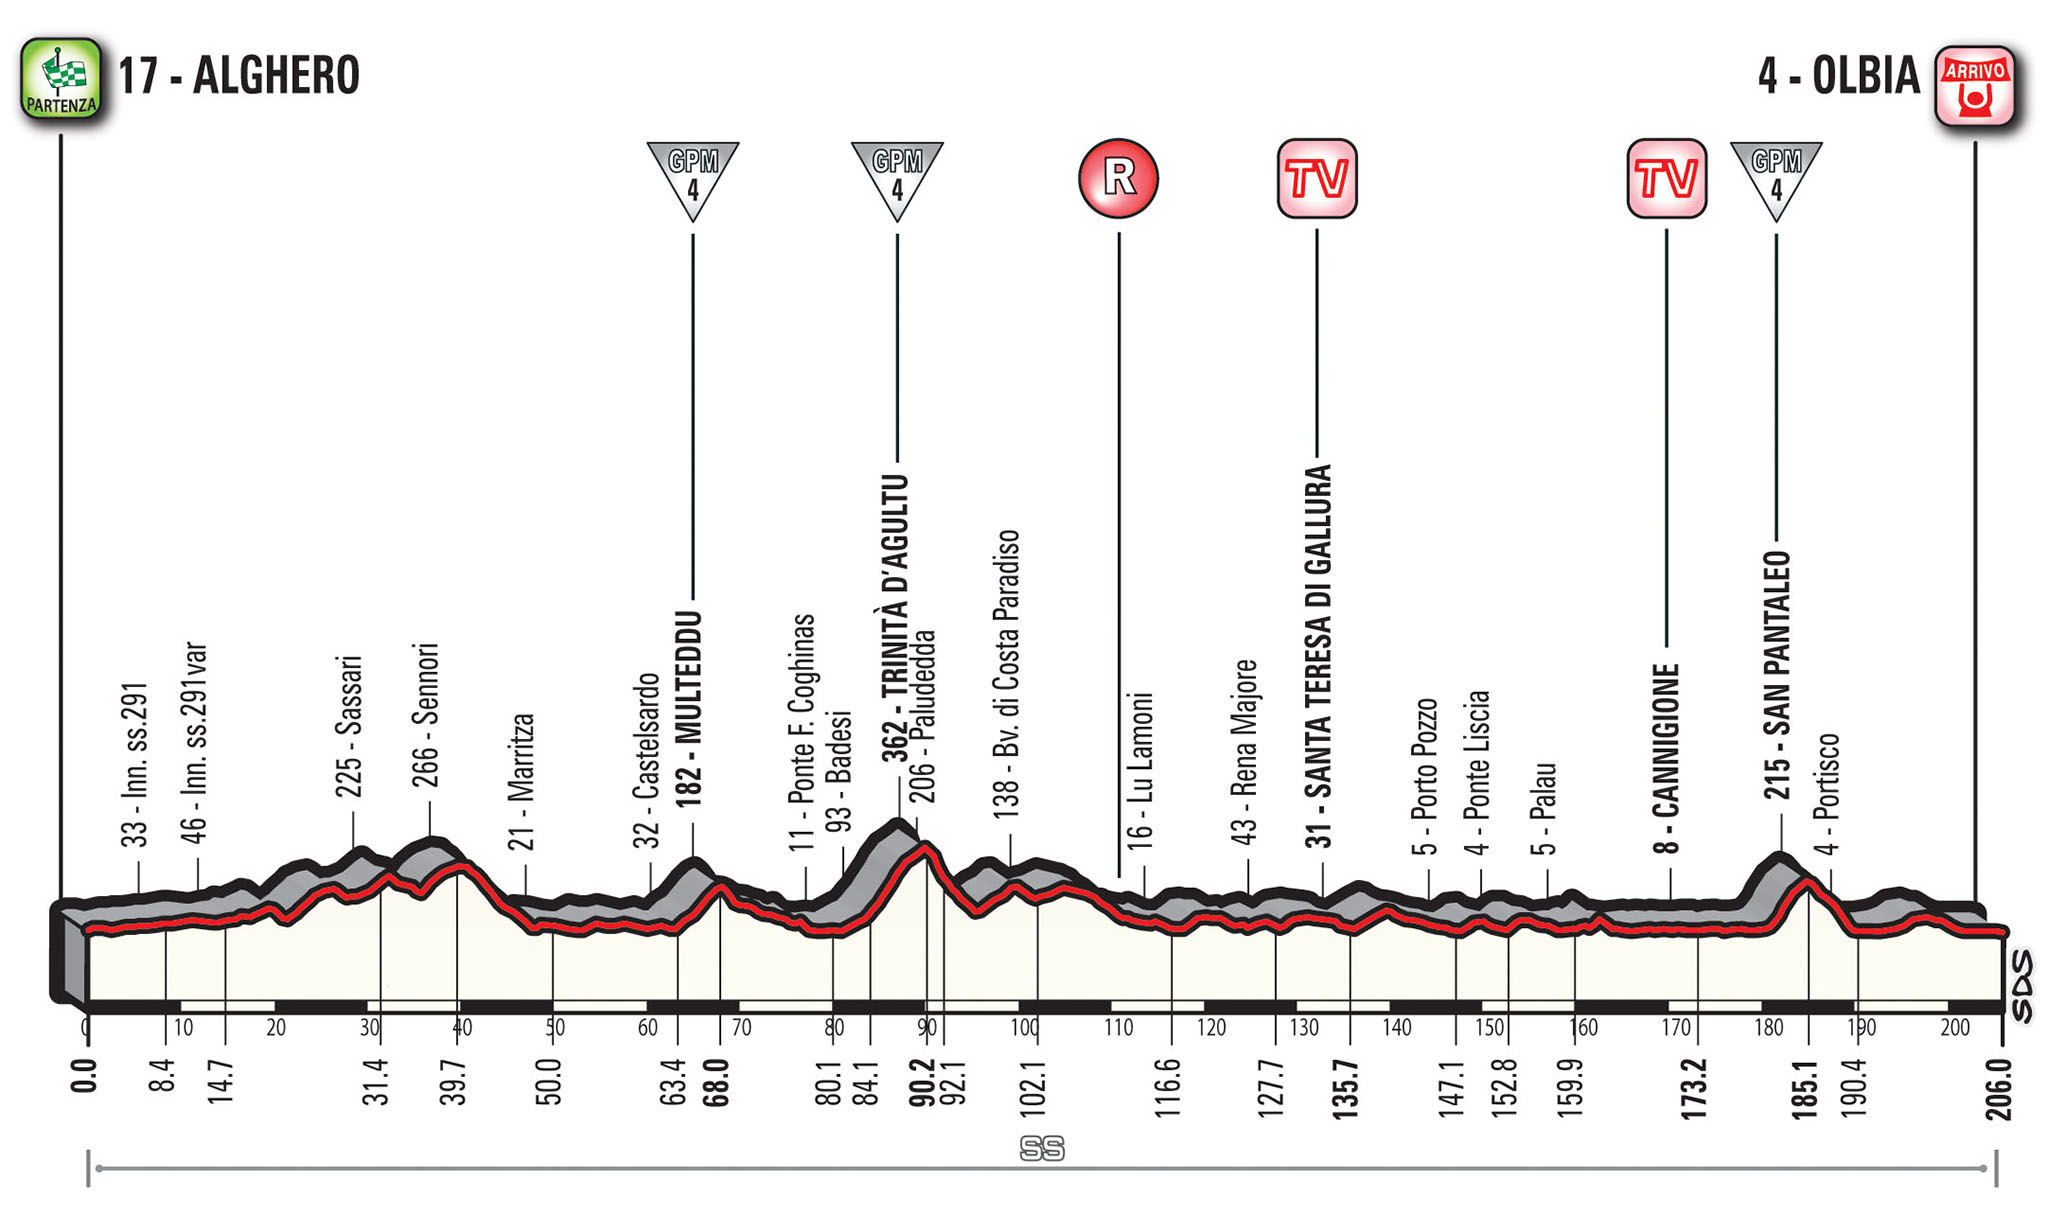 17 - ALGHERO
4 - OLBIA
PARTENZA
ARRIVO
GPM
4
GPM
4
R
TV
TV
GPM
4
33 - Inn. ss.291
46 - Inn. ss.291var
225 - Sassari
266 - Sennori
21 - Marritza
32 - Castelsardo
182 - MULTEDDU
11 - Ponte F. Coghinas
93 - Badesi
362 - TRINITÀ D'AGULTU
206 - Paludedda
138 - Bv. di Costa Paradiso
16 - Lu Lamoni
43 - Rena Majore
31 - SANTA TERESA DI GALLURA
5 - Porto Pozzo
4 - Ponte Liscia
5 - Palau
8 - CANNIGIONE
215 - SAN PANTALEO
4 - Portisco
SDS
0 10 20 30 40 50 60 70 80 90 100 110 120 130 140 150 160 170 180 190 200
0.0
8.4
14.7
31.4
39.7
50.0
63.4
68.0
80.1
84.1
90.2
92.1
102.1
116.6
127.7
135.7
147.1
152.8
159.9
173.2
185.1
190.4
206.0
SS